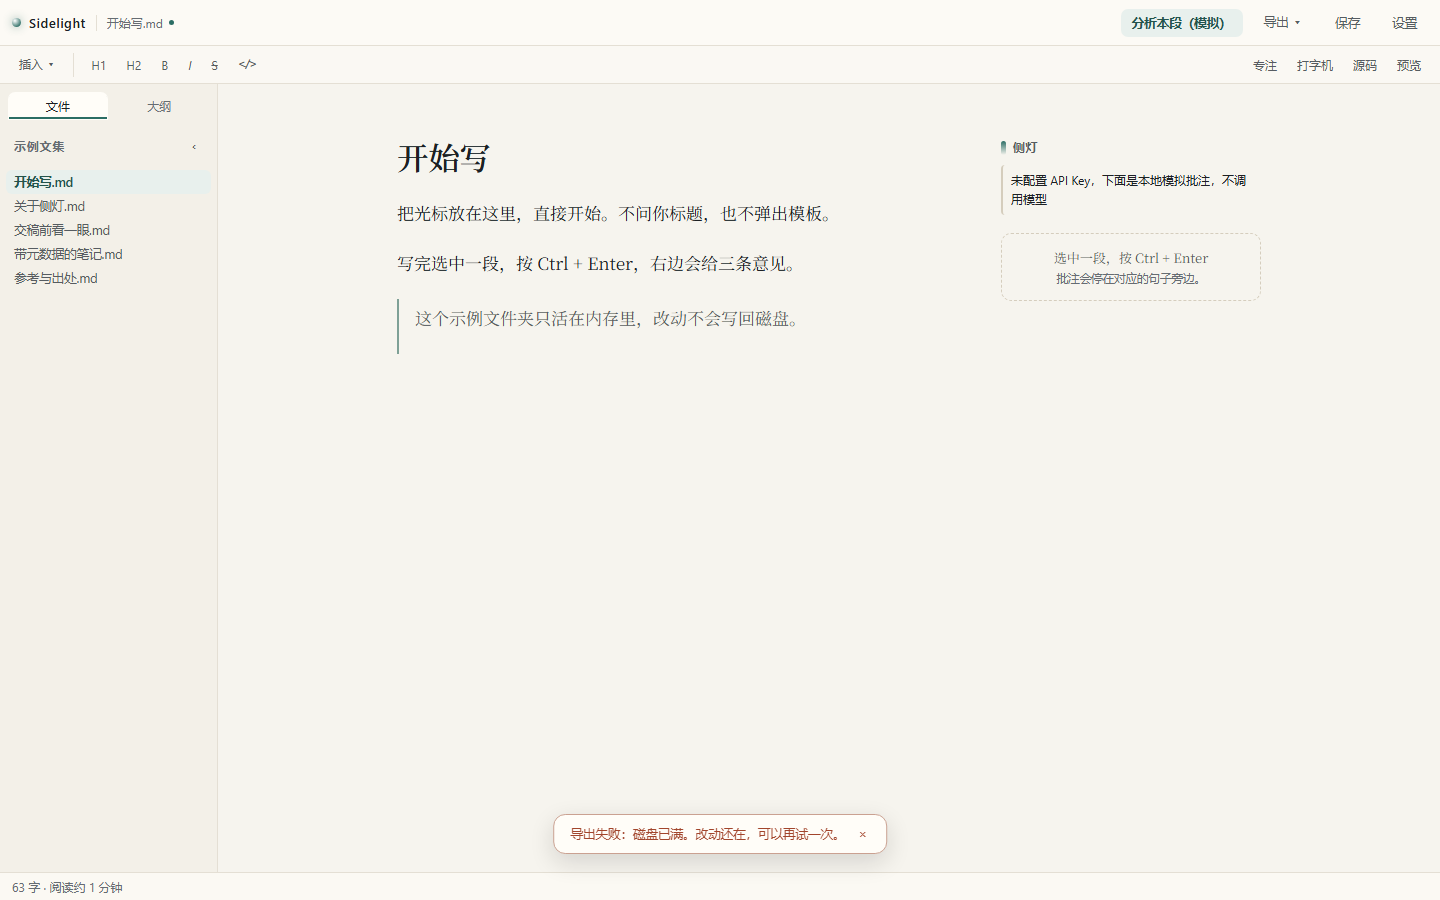 Sidelight 开始写.md
分析本段（模拟） 导出 保存 设置
插入 H1 H2 B I S </>
专注 打字机 源码 预览
文件 大纲
示例文集
开始写.md
关于侧灯.md
交稿前看一眼.md
带元数据的笔记.md
参考与出处.md
开始写
把光标放在这里，直接开始。不问你标题，也不弹出模板。
写完选中一段，按 Ctrl + Enter，右边会给三条意见。
这个示例文件夹只活在内存里，改动不会写回磁盘。
侧灯
未配置 API Key，下面是本地模拟批注，不调
用模型
选中一段，按 Ctrl + Enter
批注会停在对应的句子旁边。
导出失败：磁盘已满。改动还在，可以再试一次。 ×
63 字 · 阅读约 1 分钟